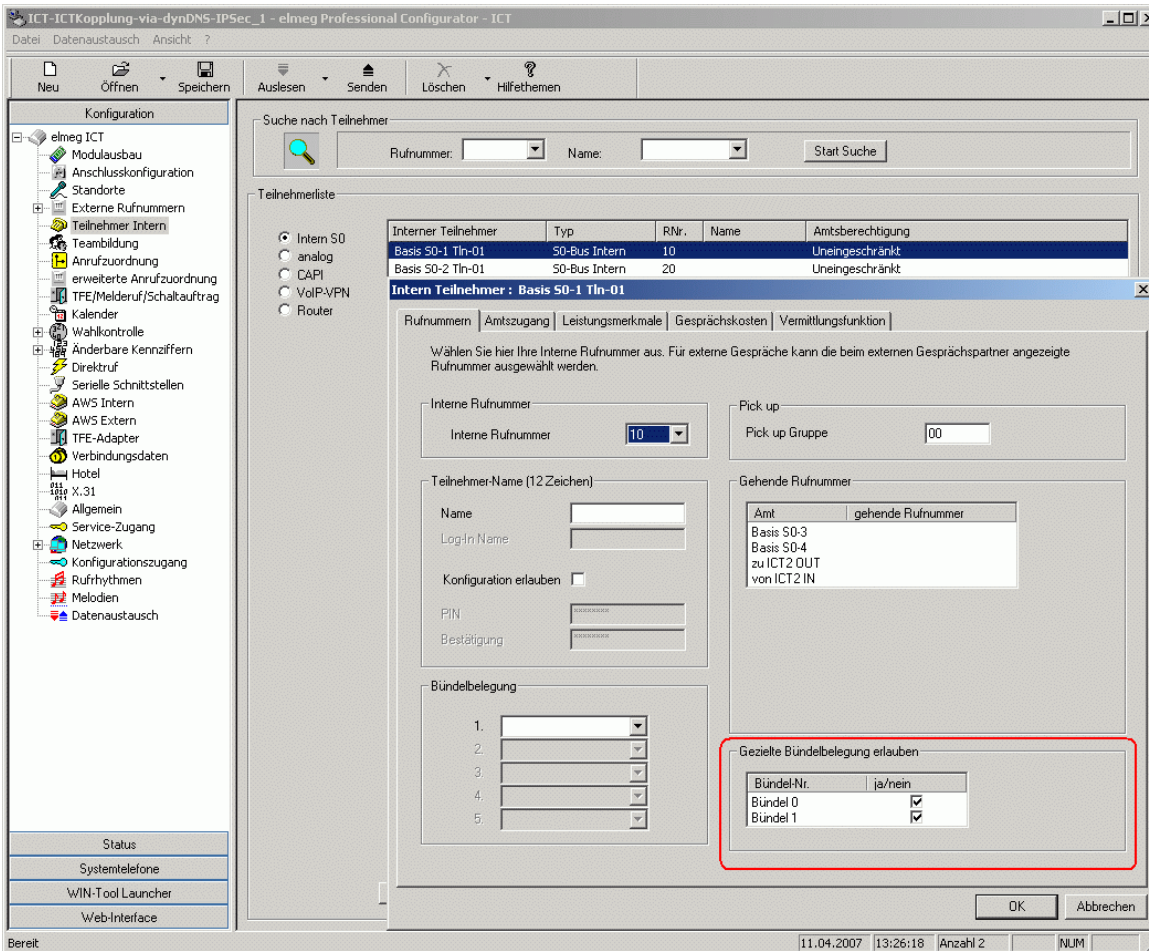 ICT-ICTKopplung-via-dynDNS-IPSec_1 - elmeg Professional Configurator - ICT
Datei Datenaustausch Ansicht ?
Neu Öffnen Speichern Auslesen Senden Löschen Hilfethemen
Konfiguration
elmeg ICT
Modulausbau
Anschlusskonfiguration
Standorte
Externe Rufnummern
Teilnehmer Intern
Teambildung
Anrufzuordnung
erweiterte Anrufzuordnung
TFE/Melderuf/Schaltauftrag
Kalender
Wahlkontrolle
Änderbare Kennziffern
Direktruf
Serielle Schnittstellen
AWS Intern
AWS Extern
TFE-Adapter
Verbindungsdaten
Hotel
X.31
Allgemein
Service-Zugang
Netzwerk
Konfigurationszugang
Rufrhythmen
Melodien
Datenaustausch
Status
Systemtelefone
WIN-Tool Launcher
Web-Interface
Suche nach Teilnehmer
Rufnummer: Name: Start Suche
Teilnehmerliste
Intern S0
analog
CAPI
VoIP-VPN
Router
Interner Teilnehmer Typ RNr. Name Amtsberechtigung
Basis S0-1 Tln-01 S0-Bus Intern 10 Uneingeschränkt
Basis S0-2 Tln-01 S0-Bus Intern 20 Uneingeschränkt
Intern Teilnehmer : Basis S0-1 Tln-01
Rufnummern Amtszugang Leistungsmerkmale Gesprächskosten Vermittlungsfunktion
Wählen Sie hier Ihre Interne Rufnummer aus. Für externe Gespräche kann die beim externen Gesprächspartner angezeigte
Rufnummer ausgewählt werden.
Interne Rufnummer
Interne Rufnummer 10
Teilnehmer-Name (12 Zeichen)
Name
Log-In Name
Konfiguration erlauben
PIN xxxxxxxx
Bestätigung xxxxxxxx
Bündelbelegung
1.
2.
3.
4.
5.
Pick up
Pick up Gruppe 00
Gehende Rufnummer
Amt gehende Rufnummer
Basis S0-3
Basis S0-4
zu ICT2 OUT
von ICT2 IN
Gezielte Bündelbelegung erlauben
Bündel-Nr. ja/nein
Bündel 0
Bündel 1
OK Abbrechen
Bereit 11.04.2007 13:26:18 Anzahl 2 NUM